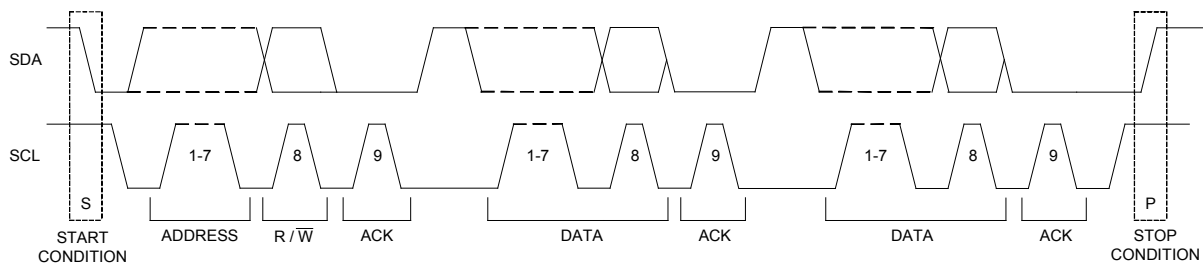 SDA
SCL
1-7 8 9 1-7 8 9 1-7 8 9
S P
START CONDITION ADDRESS R / W̅ ACK DATA ACK DATA ACK STOP CONDITION